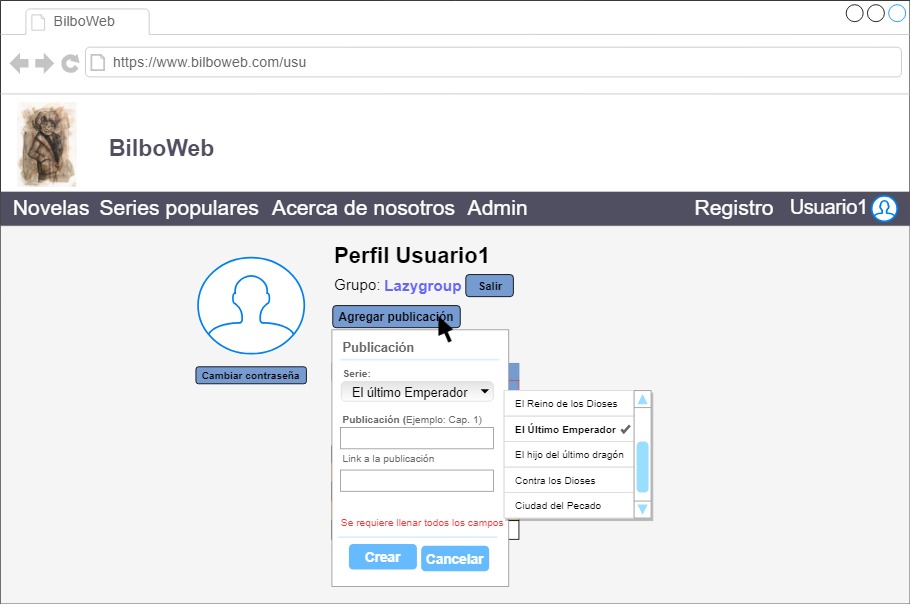 BilboWeb
https://www.bilboweb.com/usu
BilboWeb
Novelas Series populares Acerca de nosotros Admin Registro Usuario1
Perfil Usuario1
Grupo: Lazygroup Salir
Agregar publicación
Cambiar contraseña
Publicación
Serie:
El último Emperador
Publicación (Ejemplo: Cap. 1)
Link a la publicación
Se requiere llenar todos los campos
Crear Cancelar
El Reino de los Dioses
El Último Emperador
El hijo del último dragón
Contra los Dioses
Ciudad del Pecado